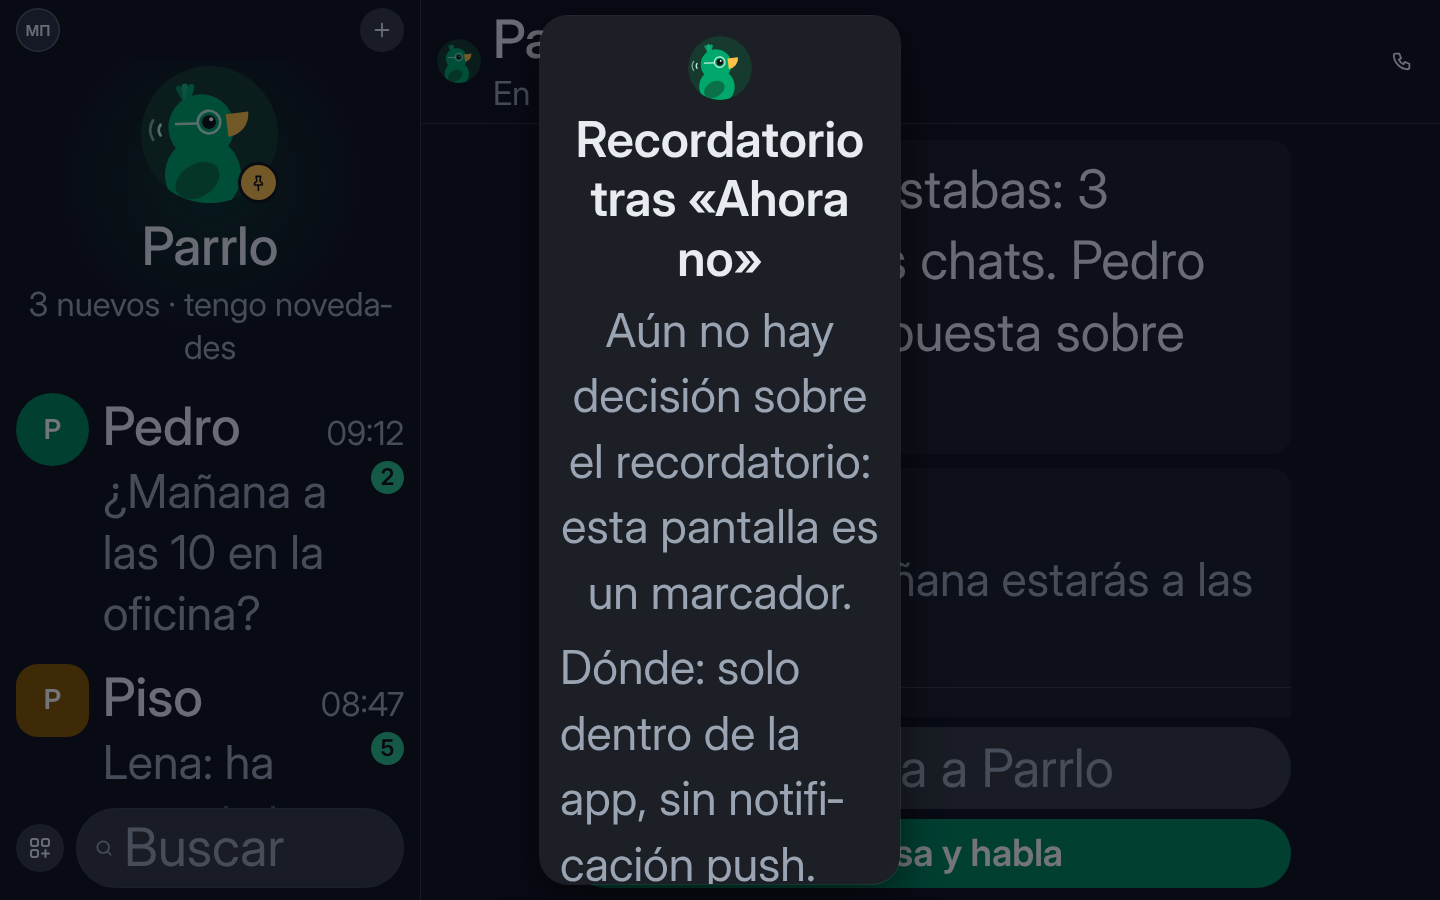 МП
Parrlo
3 nuevos · tengo noveda-
des
P
Pedro
09:12
¿Mañana a
las 10 en la
oficina?
2
P
Piso
08:47
Lena: ha
5
Buscar
Pa
En
stabas: 3
s chats. Pedro
puesta sobre
ñana estarás a las
a a Parrlo
sa y habla
Recordatorio
tras «Ahora
no»
Aún no hay
decisión sobre
el recordatorio:
esta pantalla es
un marcador.
Dónde: solo
dentro de la
app, sin notifi-
cación push.